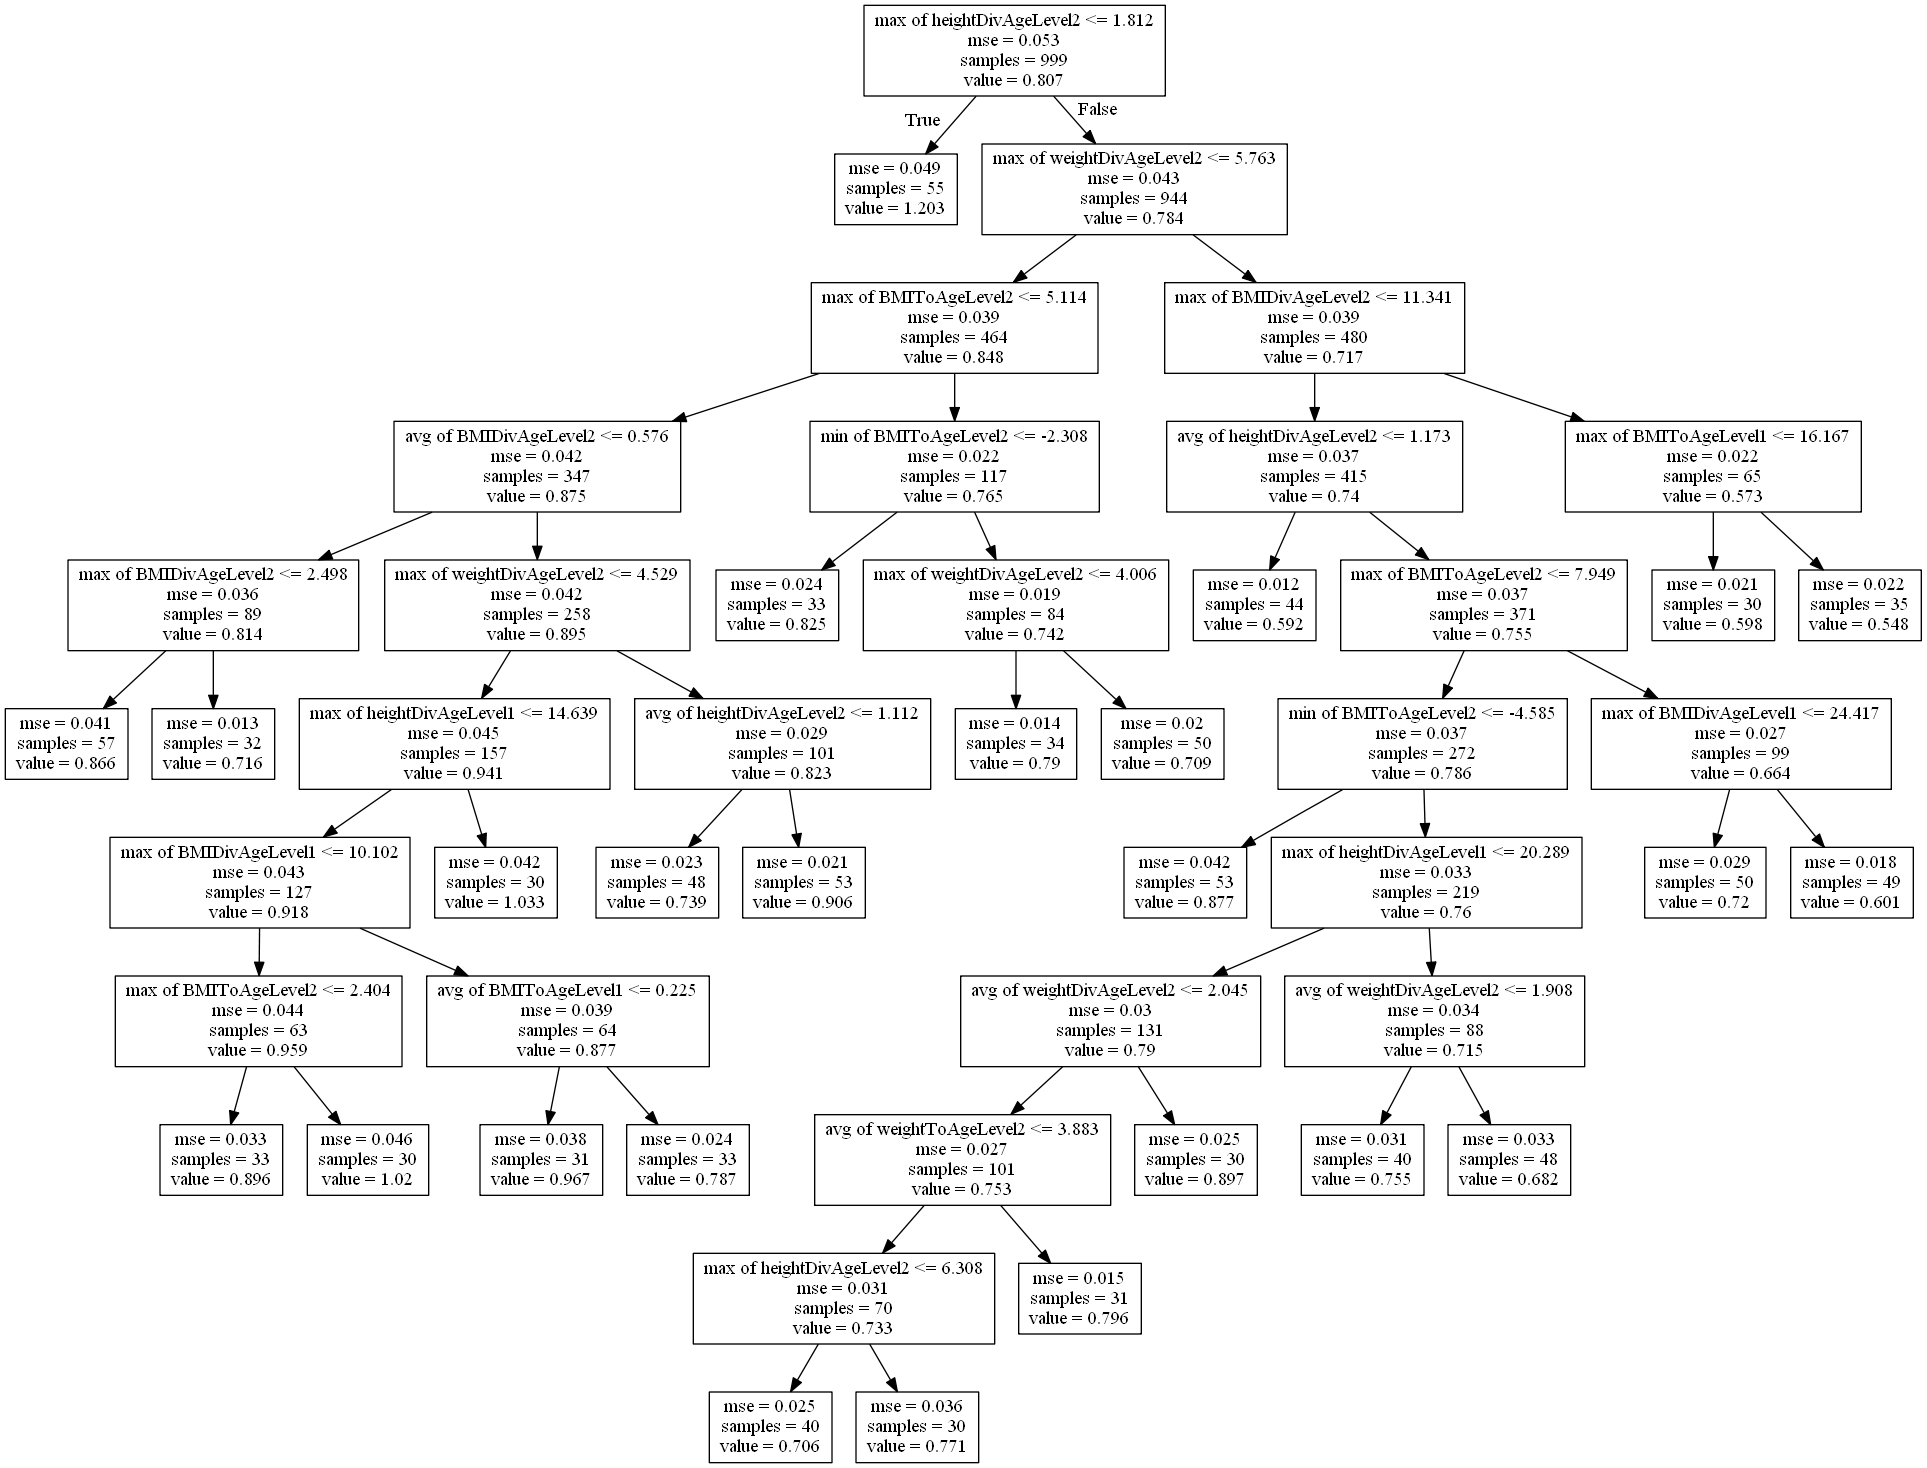 max of heightDivAgeLevel2 <= 1.812
mse = 0.053
samples = 999
value = 0.807
True
False
mse = 0.049
samples = 55
value = 1.203
max of weightDivAgeLevel2 <= 5.763
mse = 0.043
samples = 944
value = 0.784
max of BMIToAgeLevel2 <= 5.114
mse = 0.039
samples = 464
value = 0.848
max of BMIDivAgeLevel2 <= 11.341
mse = 0.039
samples = 480
value = 0.717
avg of BMIDivAgeLevel2 <= 0.576
mse = 0.042
samples = 347
value = 0.875
min of BMIToAgeLevel2 <= -2.308
mse = 0.022
samples = 117
value = 0.765
avg of heightDivAgeLevel2 <= 1.173
mse = 0.037
samples = 415
value = 0.74
max of BMIToAgeLevel1 <= 16.167
mse = 0.022
samples = 65
value = 0.573
max of BMIDivAgeLevel2 <= 2.498
mse = 0.036
samples = 89
value = 0.814
max of weightDivAgeLevel2 <= 4.529
mse = 0.042
samples = 258
value = 0.895
mse = 0.024
samples = 33
value = 0.825
max of weightDivAgeLevel2 <= 4.006
mse = 0.019
samples = 84
value = 0.742
mse = 0.012
samples = 44
value = 0.592
max of BMIToAgeLevel2 <= 7.949
mse = 0.037
samples = 371
value = 0.755
mse = 0.021
samples = 30
value = 0.598
mse = 0.022
samples = 35
value = 0.548
mse = 0.041
samples = 57
value = 0.866
mse = 0.013
samples = 32
value = 0.716
max of heightDivAgeLevel1 <= 14.639
mse = 0.045
samples = 157
value = 0.941
avg of heightDivAgeLevel2 <= 1.112
mse = 0.029
samples = 101
value = 0.823
mse = 0.014
samples = 34
value = 0.79
mse = 0.02
samples = 50
value = 0.709
min of BMIToAgeLevel2 <= -4.585
mse = 0.037
samples = 272
value = 0.786
max of BMIDivAgeLevel1 <= 24.417
mse = 0.027
samples = 99
value = 0.664
max of BMIDivAgeLevel1 <= 10.102
mse = 0.043
samples = 127
value = 0.918
mse = 0.042
samples = 30
value = 1.033
mse = 0.023
samples = 48
value = 0.739
mse = 0.021
samples = 53
value = 0.906
mse = 0.042
samples = 53
value = 0.877
max of heightDivAgeLevel1 <= 20.289
mse = 0.033
samples = 219
value = 0.76
mse = 0.029
samples = 50
value = 0.72
mse = 0.018
samples = 49
value = 0.601
max of BMIToAgeLevel2 <= 2.404
mse = 0.044
samples = 63
value = 0.959
avg of BMIToAgeLevel1 <= 0.225
mse = 0.039
samples = 64
value = 0.877
avg of weightDivAgeLevel2 <= 2.045
mse = 0.03
samples = 131
value = 0.79
avg of weightDivAgeLevel2 <= 1.908
mse = 0.034
samples = 88
value = 0.715
mse = 0.033
samples = 33
value = 0.896
mse = 0.046
samples = 30
value = 1.02
mse = 0.038
samples = 31
value = 0.967
mse = 0.024
samples = 33
value = 0.787
avg of weightToAgeLevel2 <= 3.883
mse = 0.027
samples = 101
value = 0.753
mse = 0.025
samples = 30
value = 0.897
mse = 0.031
samples = 40
value = 0.755
mse = 0.033
samples = 48
value = 0.682
max of heightDivAgeLevel2 <= 6.308
mse = 0.031
samples = 70
value = 0.733
mse = 0.015
samples = 31
value = 0.796
mse = 0.025
samples = 40
value = 0.706
mse = 0.036
samples = 30
value = 0.771